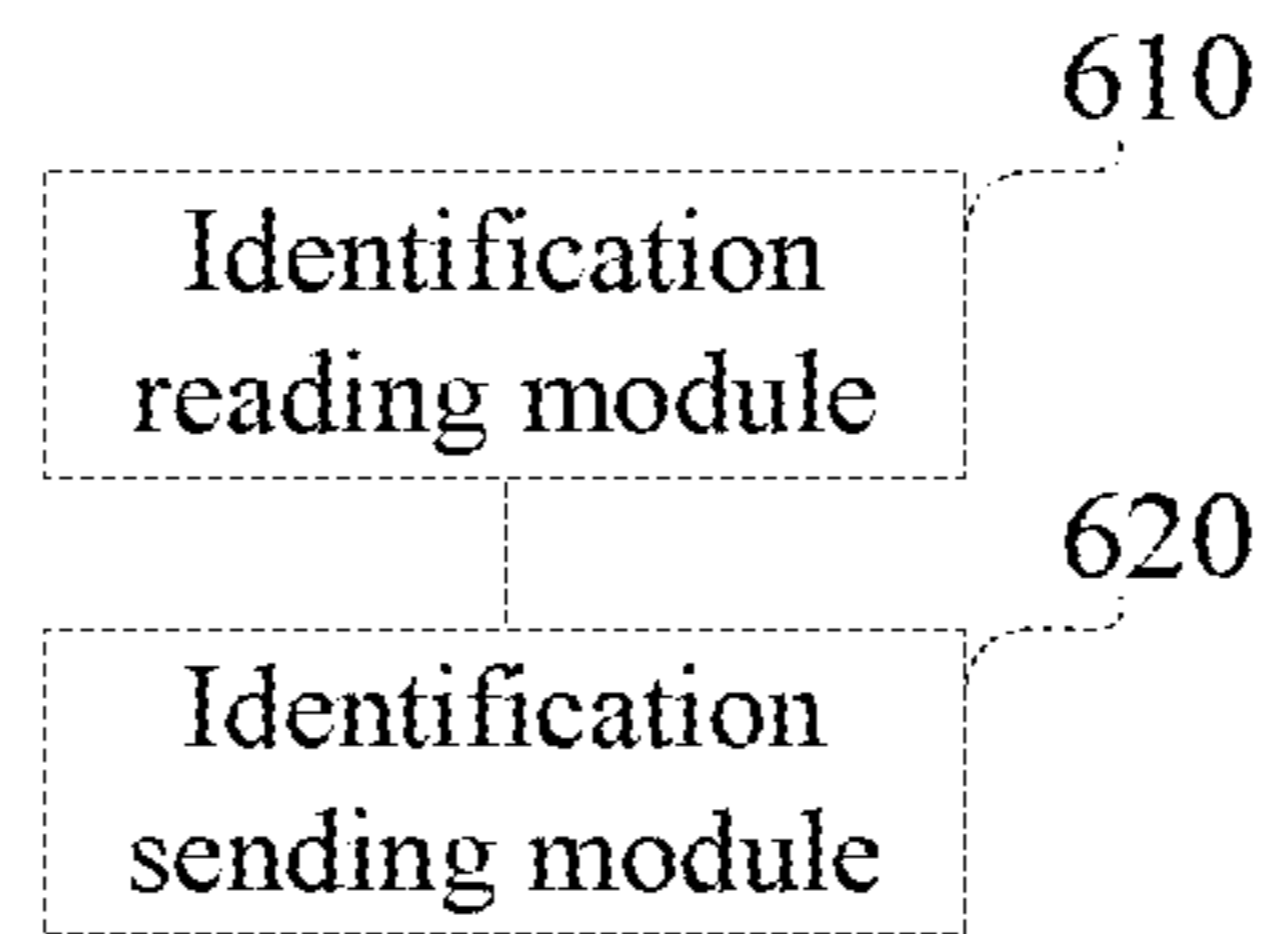 610
Identification
reading module
620
Identification
sending module